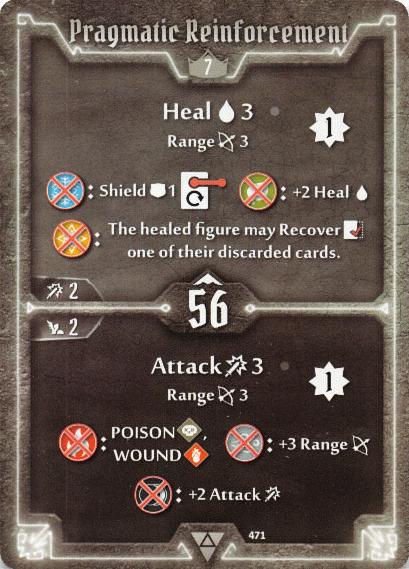 Pragmatic Reinforcement
7
Heal 3
Range 3
1
: Shield 1 : +2 Heal
: The healed figure may Recover
one of their discarded cards.
2
56
2
Attack 3
Range 3
1
: POISON ,
WOUND : +3 Range
: +2 Attack
471